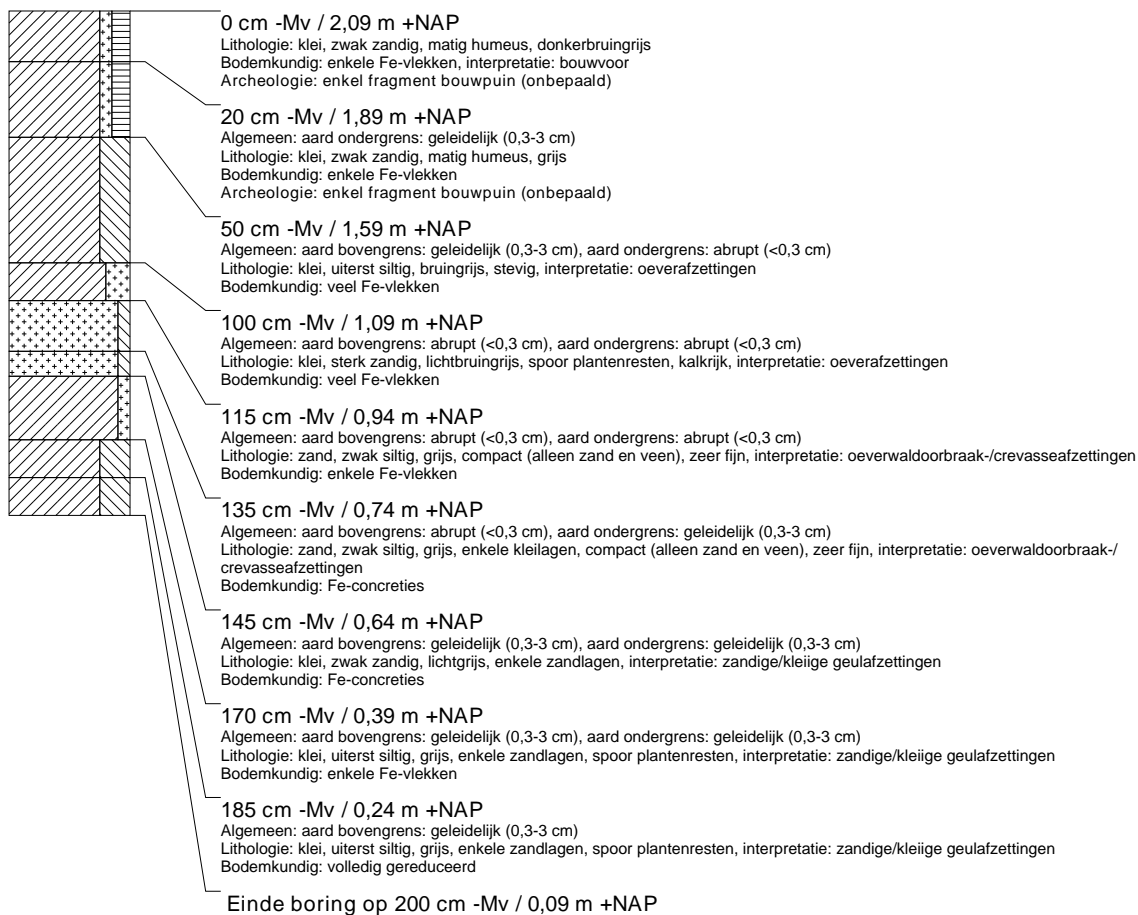 0 cm -Mv / 2,09 m +NAP
Lithologie: klei, zwak zandig, matig humeus, donkerbruingrijs
Bodemkundig: enkele Fe-vlekken, interpretatie: bouwvoor
Archeologie: enkel fragment bouwpuin (onbepaald)
20 cm -Mv / 1,89 m +NAP
Algemeen: aard ondergrens: geleidelijk (0,3-3 cm)
Lithologie: klei, zwak zandig, matig humeus, grijs
Bodemkundig: enkele Fe-vlekken
Archeologie: enkel fragment bouwpuin (onbepaald)
50 cm -Mv / 1,59 m +NAP
Algemeen: aard bovengrens: geleidelijk (0,3-3 cm), aard ondergrens: abrupt (<0,3 cm)
Lithologie: klei, uiterst siltig, bruingrijs, stevig, interpretatie: oeverafzettingen
Bodemkundig: veel Fe-vlekken
100 cm -Mv / 1,09 m +NAP
Algemeen: aard bovengrens: abrupt (<0,3 cm), aard ondergrens: abrupt (<0,3 cm)
Lithologie: klei, sterk zandig, lichtbruingrijs, spoor plantenresten, kalkrijk, interpretatie: oeverafzettingen
Bodemkundig: veel Fe-vlekken
115 cm -Mv / 0,94 m +NAP
Algemeen: aard bovengrens: abrupt (<0,3 cm), aard ondergrens: abrupt (<0,3 cm)
Lithologie: zand, zwak siltig, grijs, compact (alleen zand en veen), zeer fijn, interpretatie: oeverwaldoorbraak-/crevasseafzettingen
Bodemkundig: enkele Fe-vlekken
135 cm -Mv / 0,74 m +NAP
Algemeen: aard bovengrens: abrupt (<0,3 cm), aard ondergrens: geleidelijk (0,3-3 cm)
Lithologie: zand, zwak siltig, grijs, enkele kleilagen, compact (alleen zand en veen), zeer fijn, interpretatie: oeverwaldoorbraak-/
crevasseafzettingen
Bodemkundig: Fe-concreties
145 cm -Mv / 0,64 m +NAP
Algemeen: aard bovengrens: geleidelijk (0,3-3 cm), aard ondergrens: geleidelijk (0,3-3 cm)
Lithologie: klei, zwak zandig, lichtgrijs, enkele zandlagen, interpretatie: zandige/kleiige geulafzettingen
Bodemkundig: Fe-concreties
170 cm -Mv / 0,39 m +NAP
Algemeen: aard bovengrens: geleidelijk (0,3-3 cm), aard ondergrens: geleidelijk (0,3-3 cm)
Lithologie: klei, uiterst siltig, grijs, enkele zandlagen, spoor plantenresten, interpretatie: zandige/kleiige geulafzettingen
Bodemkundig: enkele Fe-vlekken
185 cm -Mv / 0,24 m +NAP
Algemeen: aard bovengrens: geleidelijk (0,3-3 cm)
Lithologie: klei, uiterst siltig, grijs, enkele zandlagen, spoor plantenresten, interpretatie: zandige/kleiige geulafzettingen
Bodemkundig: volledig gereduceerd
Einde boring op 200 cm -Mv / 0,09 m +NAP